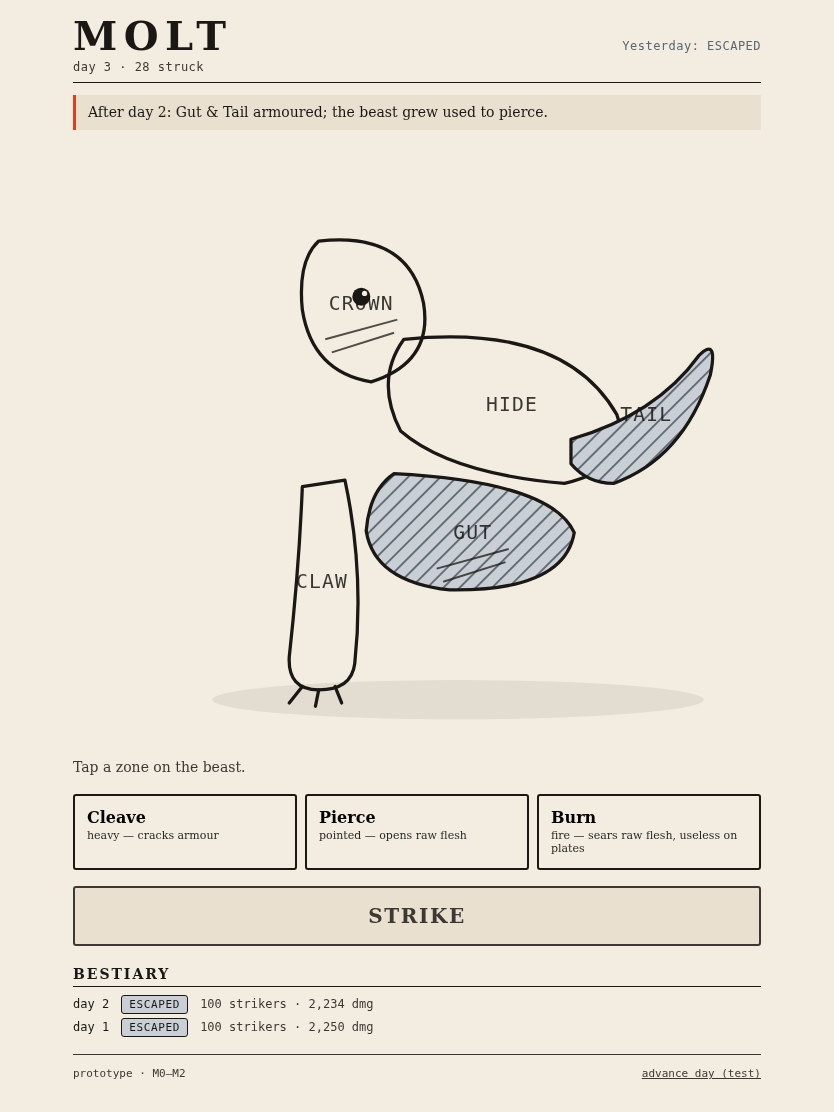 MOLT
Yesterday: ESCAPED
day 3 · 28 struck
After day 2: Gut & Tail armoured; the beast grew used to pierce.
CROWN
HIDE
TAIL
GUT
CLAW
Tap a zone on the beast.
Cleave
heavy — cracks armour
Pierce
pointed — opens raw flesh
Burn
fire — sears raw flesh, useless on
plates
STRIKE
BESTIARY
day 2 ESCAPED 100 strikers · 2,234 dmg
day 1 ESCAPED 100 strikers · 2,250 dmg
prototype · M0–M2
advance day (test)